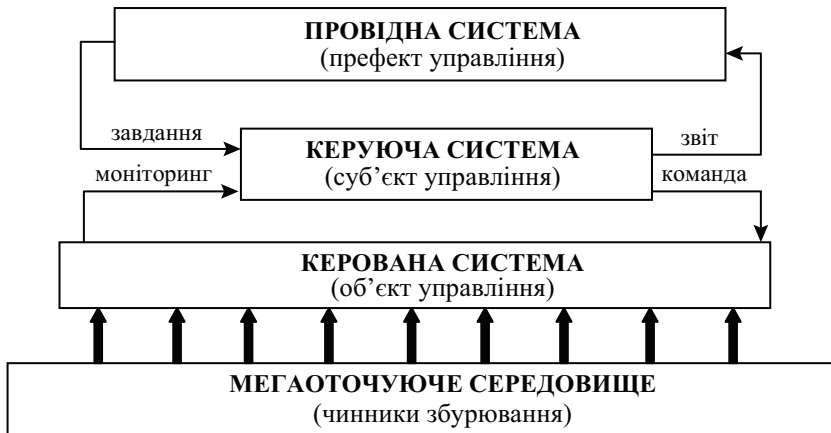 ПРОВІДНА СИСТЕМА
(префект управління)
завдання
КЕРУЮЧА СИСТЕМА
звіт
моніторинг
(суб’єкт управління)
команда
КЕРОВАНА СИСТЕМА
(об’єкт управління)
МЕГАОТОЧУЮЧЕ СЕРЕДОВИЩЕ
(чинники збурювання)